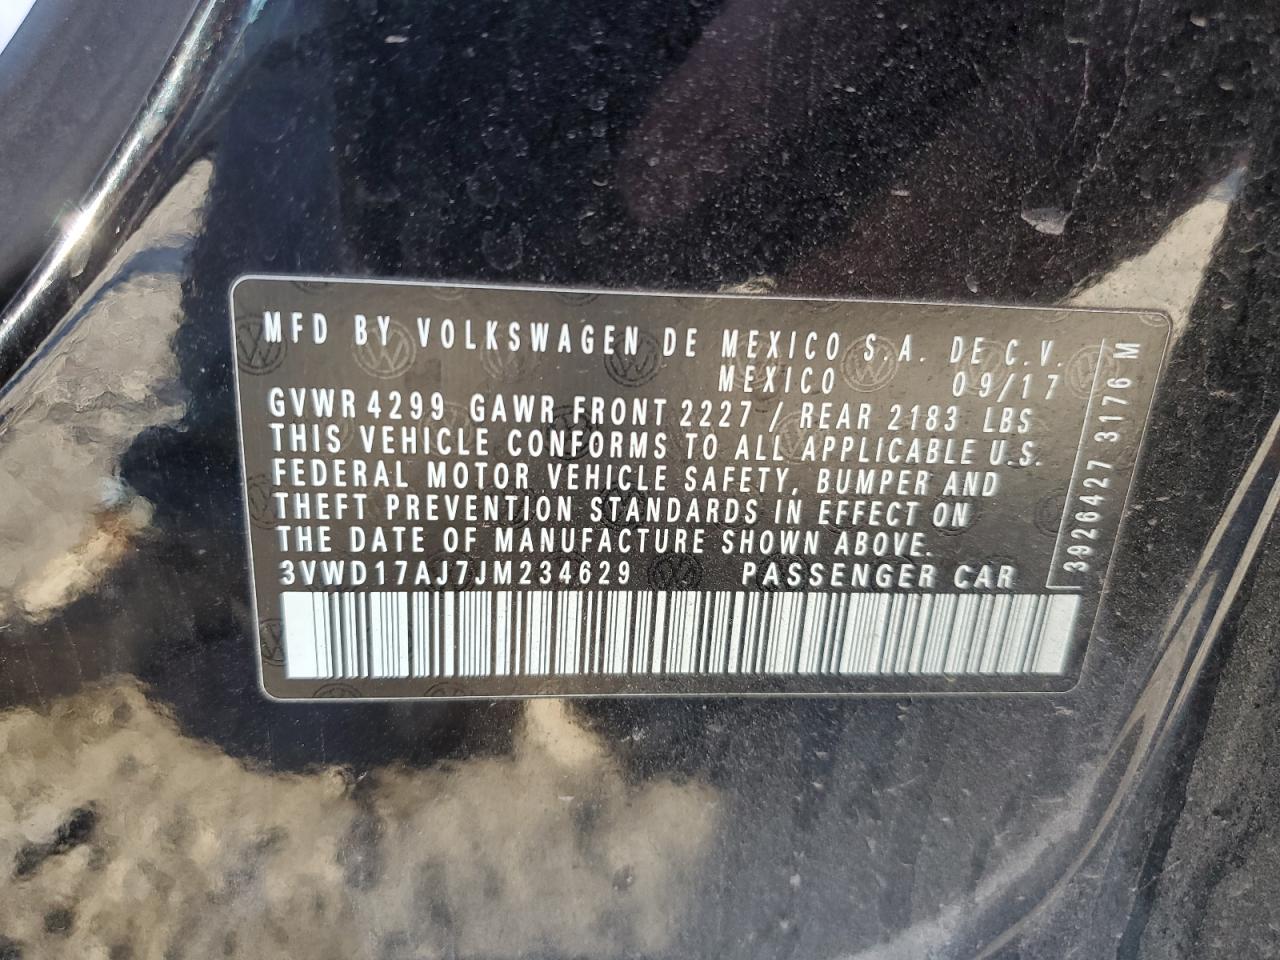 MFD BY VOLKSWAGEN DE MEXICO S.A. DE C.V.
MEXICO 09/17
GVWR 4299 GAWR FRONT 2227 / REAR 2183 LBS
THIS VEHICLE CONFORMS TO ALL APPLICABLE U.S.
FEDERAL MOTOR VEHICLE SAFETY, BUMPER AND
THEFT PREVENTION STANDARDS IN EFFECT ON
THE DATE OF MANUFACTURE SHOWN ABOVE.
3VWD17AJ7JM234629 PASSENGER CAR
3926427 3176 M